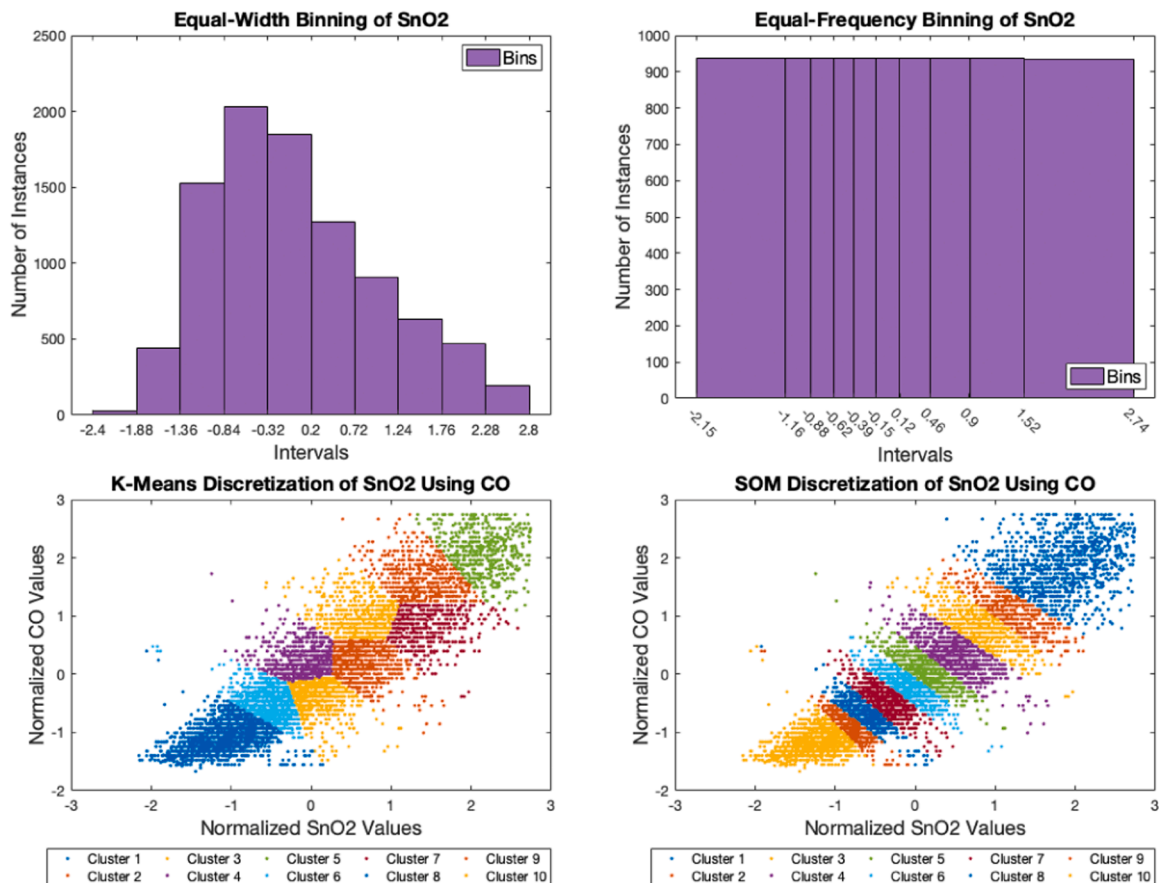 Equal-Width Binning of SnO2
2500
2000
1500
1000
500
0
Number of Instances
Bins
-2.4 -1.88 -1.36 -0.84 -0.32 0.2 0.72 1.24 1.76 2.28 2.8
Intervals
Equal-Frequency Binning of SnO2
1000
900
800
700
600
500
400
300
200
100
0
Number of Instances
Bins
-2.15 -1.16 -0.88 -0.62 -0.39 -0.15 0.12 0.46 0.9 1.52 2.74
Intervals
K-Means Discretization of SnO2 Using CO
3
2
1
0
-1
-2
Normalized CO Values
-3 -2 -1 0 1 2 3
Normalized SnO2 Values
Cluster 1 Cluster 3 Cluster 5 Cluster 7 Cluster 9
Cluster 2 Cluster 4 Cluster 6 Cluster 8 Cluster 10
SOM Discretization of SnO2 Using CO
3
2
1
0
-1
-2
Normalized CO Values
-3 -2 -1 0 1 2 3
Normalized SnO2 Values
Cluster 1 Cluster 3 Cluster 5 Cluster 7 Cluster 9
Cluster 2 Cluster 4 Cluster 6 Cluster 8 Cluster 10